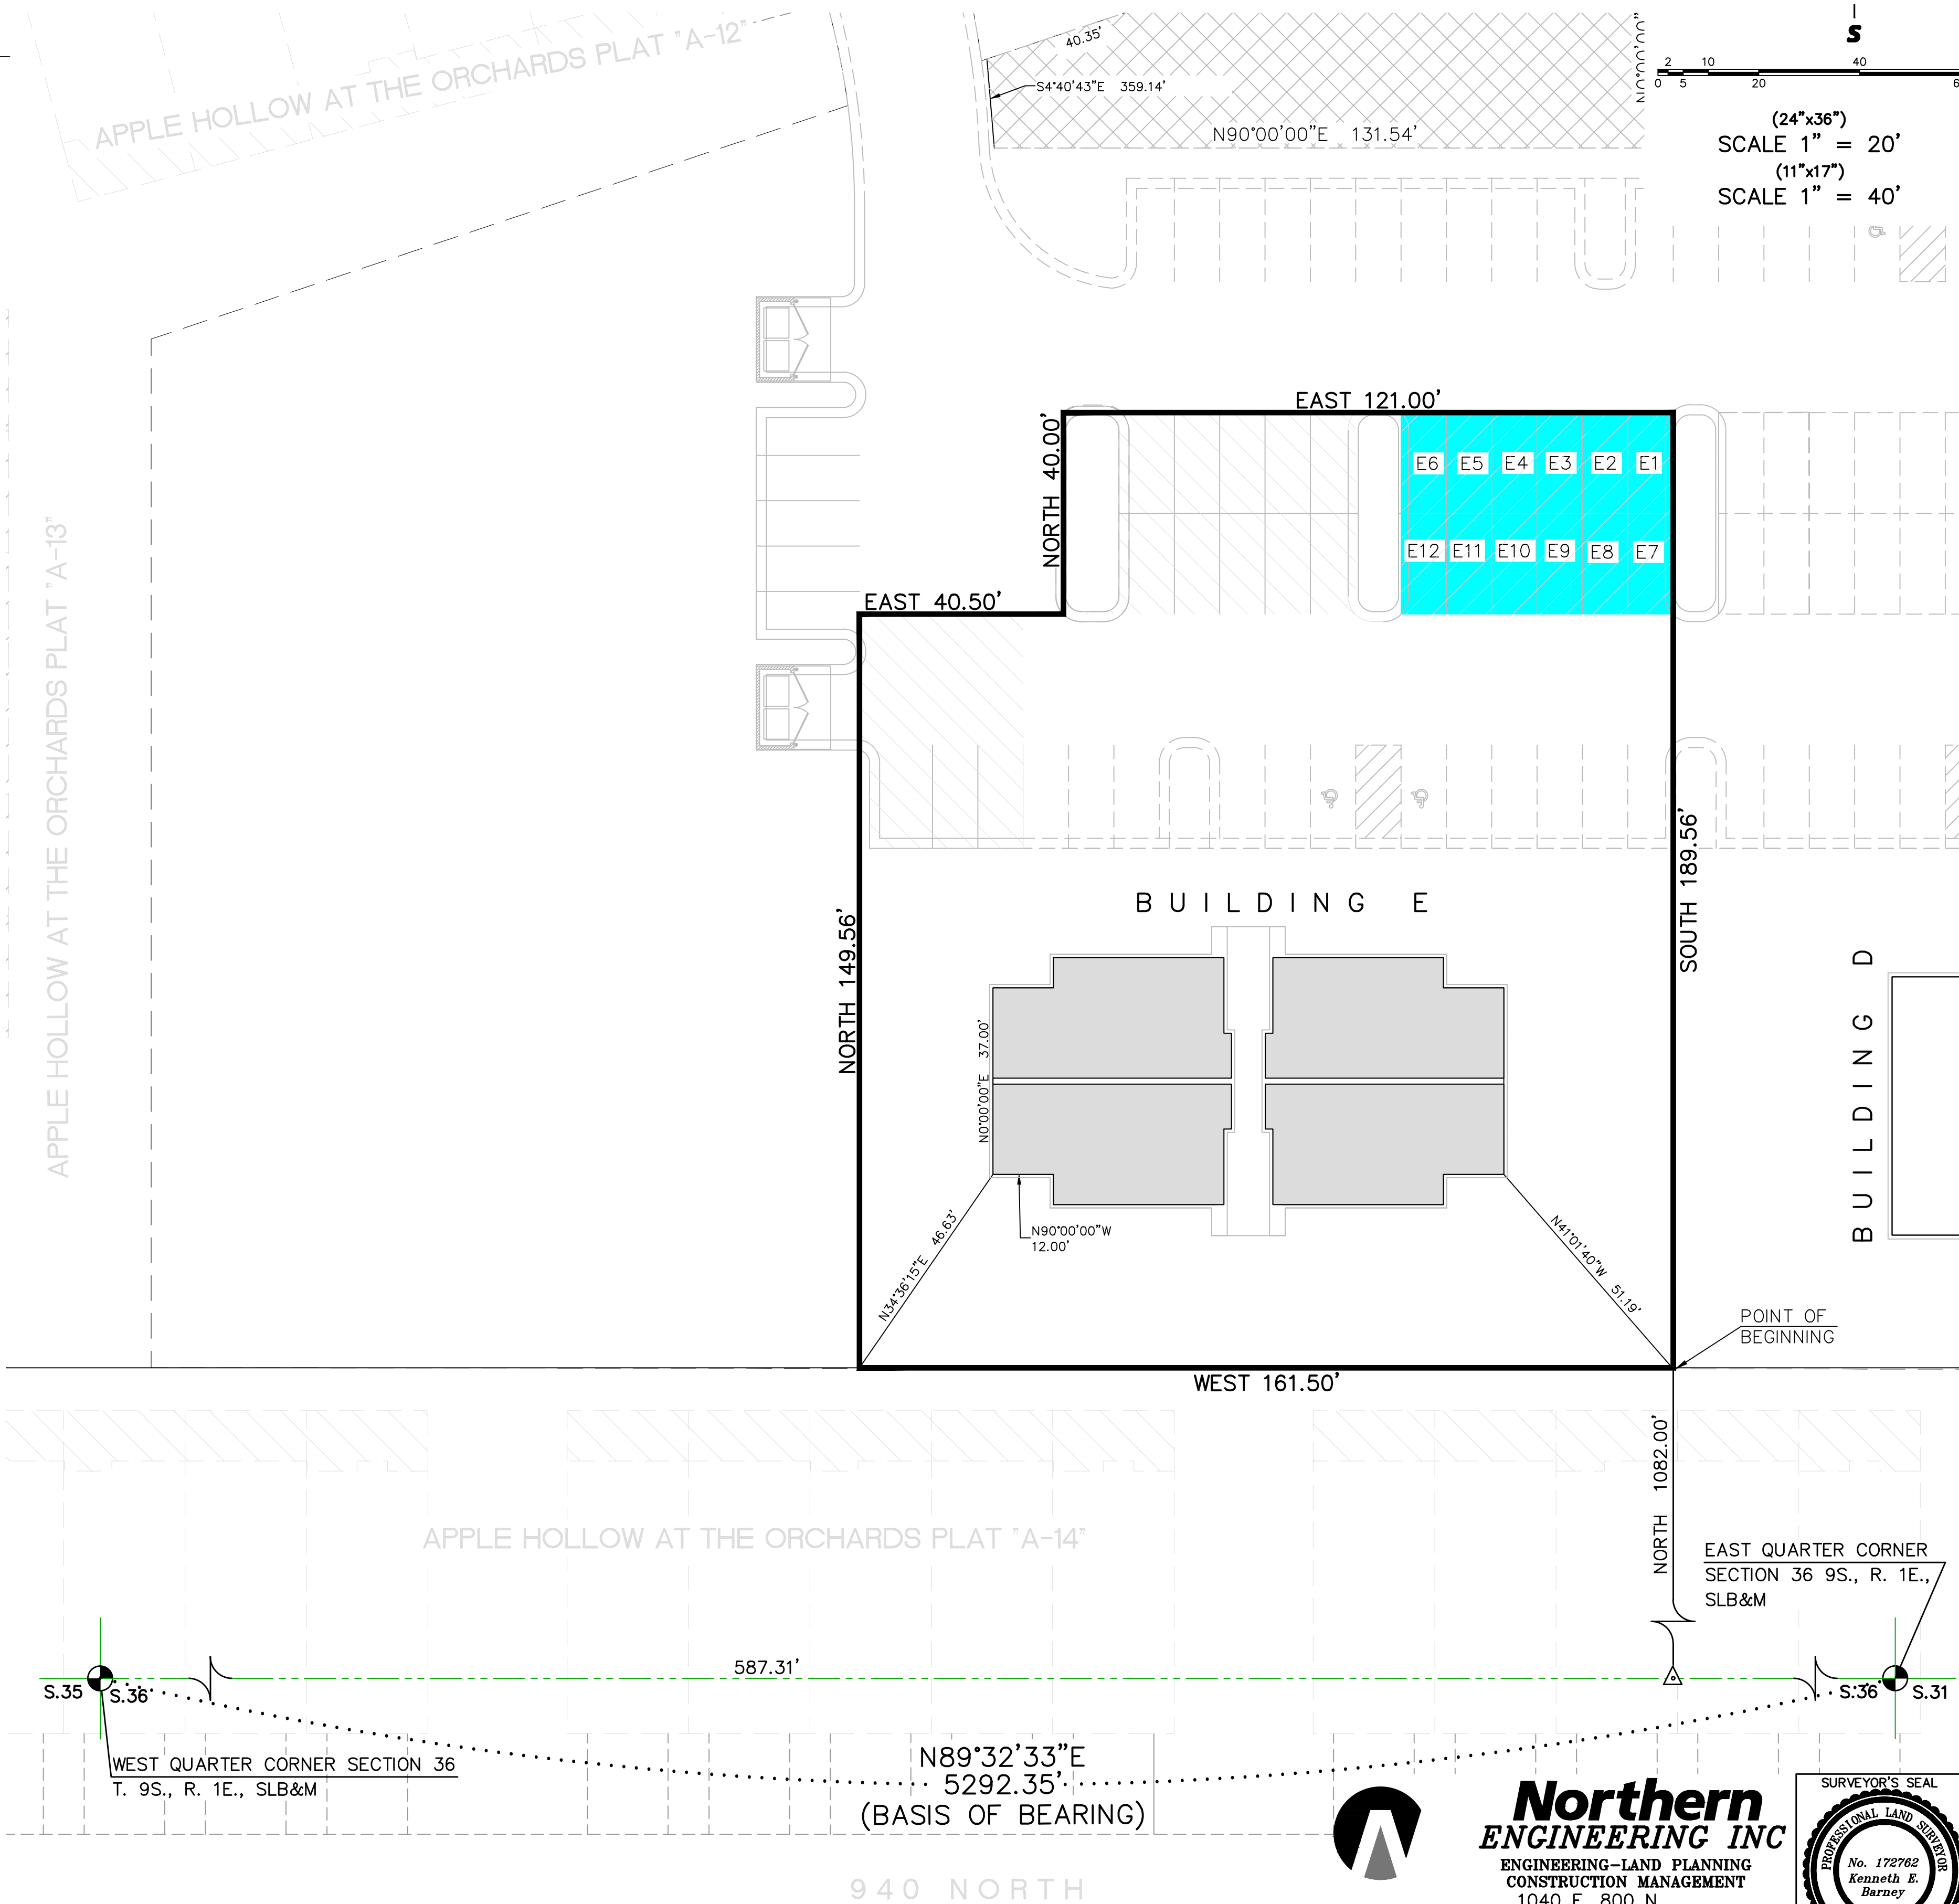 S
APPLE HOLLOW AT THE ORCHARDS PLAT "A-12"
40.35'
S4°40'43"E 359.14'
N90°00'00"E 131.54'
2 10 40
0 5 20
(24"x36")
SCALE 1" = 20'
(11"x17")
SCALE 1" = 40'
EAST 121.00'
NORTH 40.00'
E6 E5 E4 E3 E2 E1
E12 E11 E10 E9 E8 E7
EAST 40.50'
APPLE HOLLOW AT THE ORCHARDS PLAT "A-13"
NORTH 149.56'
SOUTH 189.56'
BUILDING E
BUILDING D
N0°00'00"E 37.00'
N90°00'00"W
12.00'
N34°36'15"E 46.63'
N41°01'40"W 51.19'
POINT OF
BEGINNING
WEST 161.50'
NORTH 1082.00'
APPLE HOLLOW AT THE ORCHARDS PLAT "A-14"
EAST QUARTER CORNER
SECTION 36 9S., R. 1E.,
SLB&M
587.31'
S.35 S.36
S.36 S.31
WEST QUARTER CORNER SECTION 36
T. 9S., R. 1E., SLB&M
N89°32'33"E
5292.35'
(BASIS OF BEARING)
Northern
ENGINEERING INC
ENGINEERING-LAND PLANNING
CONSTRUCTION MANAGEMENT
1040 E. 800 N.
SURVEYOR'S SEAL
PROFESSIONAL LAND SURVEYOR
No. 172762
Kenneth E.
Barney
940 NORTH